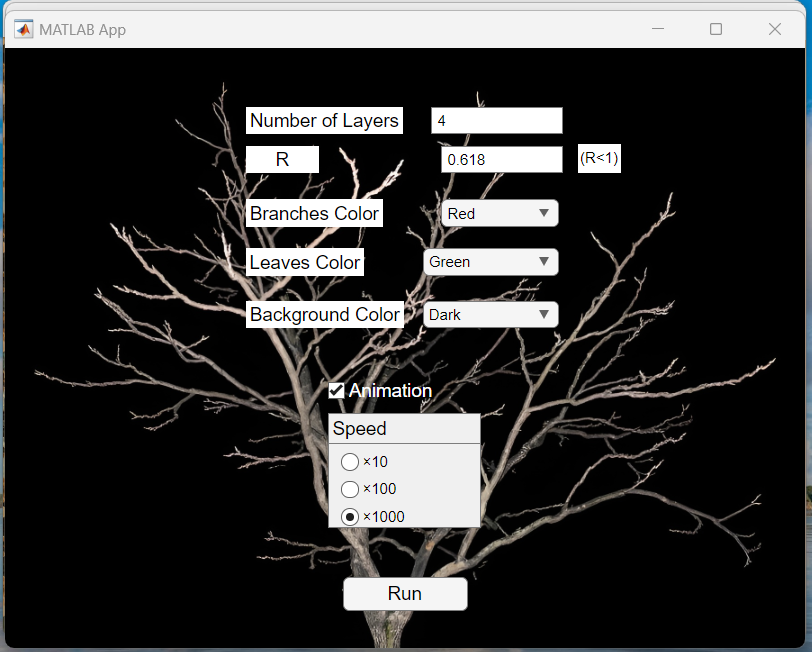 MATLAB App
Number of Layers 4
R 0.618 (R<1)
Branches Color Red
Leaves Color Green
Background Color Dark
Animation
Speed
×10
×100
×1000
Run